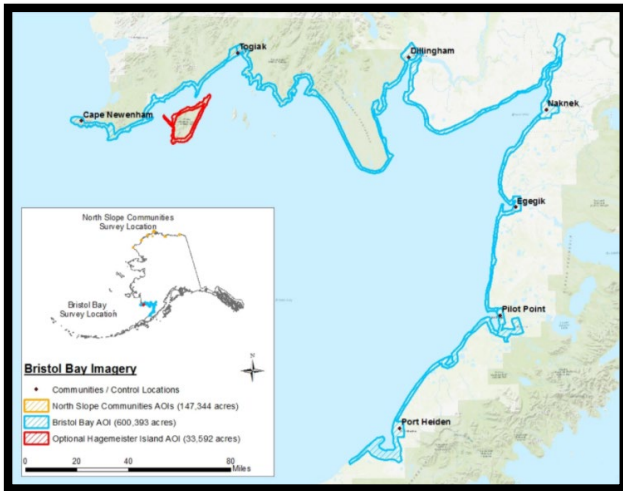 Togiak
Dillingham
Naknek
Cape Newenham
Egegik
Pilot Point
Port Heiden
North Slope Communities
Survey Location
Bristol Bay
Survey Location
N
Bristol Bay Imagery
Communities / Control Locations
North Slope Communities AOIs (147,344 acres)
Bristol Bay AOI (600,393 acres)
Optional Hagemeister Island AOI (33,592 acres)
0 20 40 80
Miles